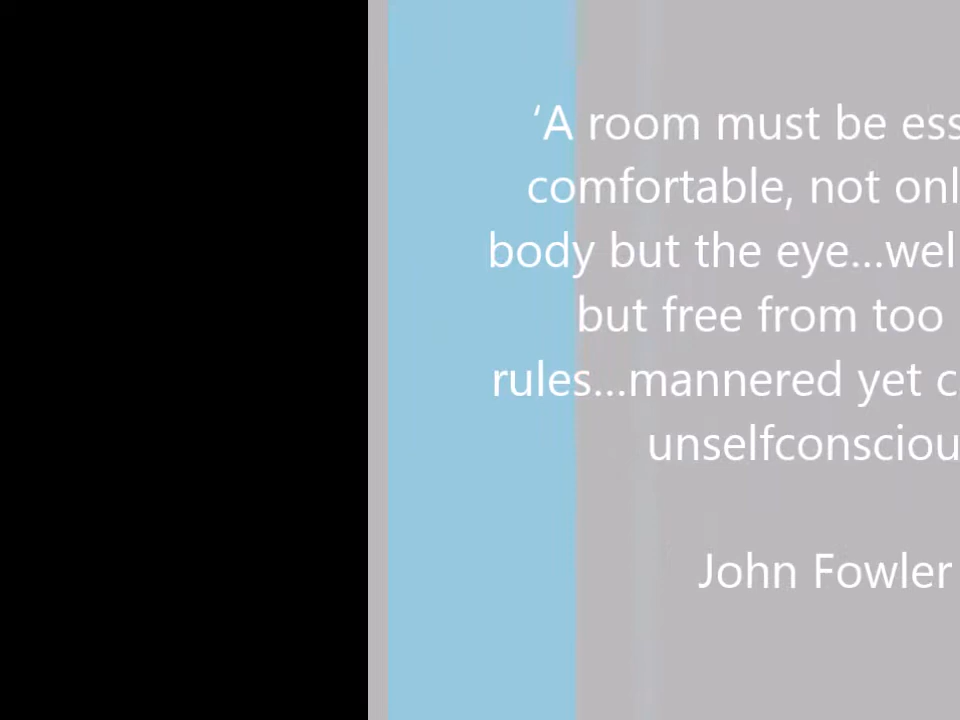 ‘A room must be ess
comfortable, not onl
body but the eye...wel
but free from too
rules...mannered yet c
unselfconsciou
John Fowler